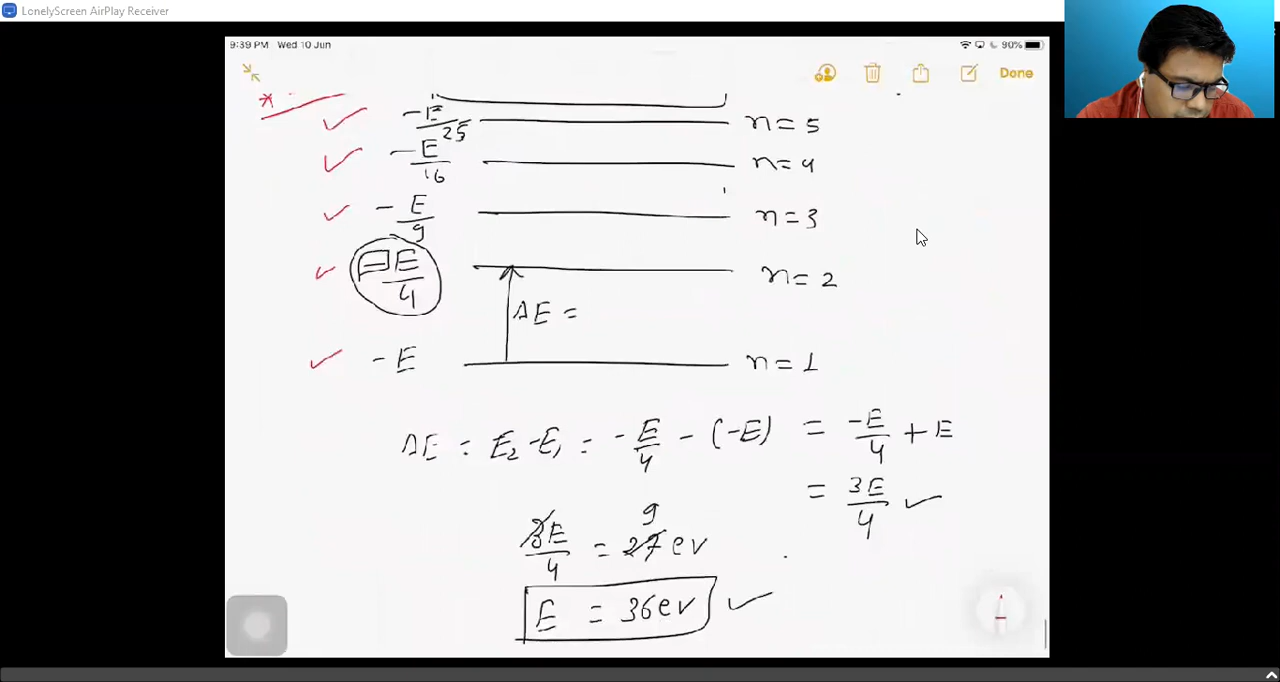 LonelyScreen AirPlay Receiver
9:39 PM Wed 10 Jun
90%
Done
-E/25 n = 5
-E/16 n = 4
-E/9 n = 3
-E/4 n = 2
ΔE =
-E n = 1
ΔE = E₂ - E₁ = -E/4 - (-E) = -E/4 + E
= 3E/4
3E/4 = 27 ev
9
E = 36 ev